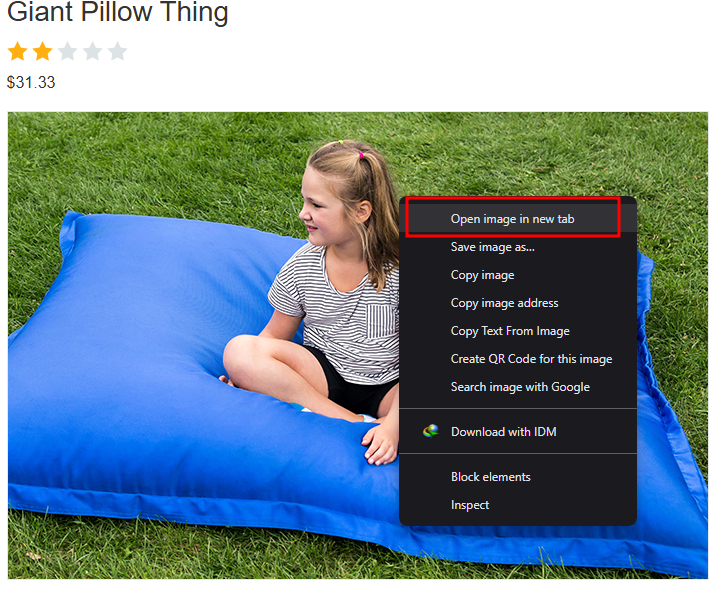 Giant Pillow Thing
$31.33
Open image in new tab
Save image as...
Copy image
Copy image address
Copy Text From Image
Create QR Code for this image
Search image with Google
Download with IDM
Block elements
Inspect